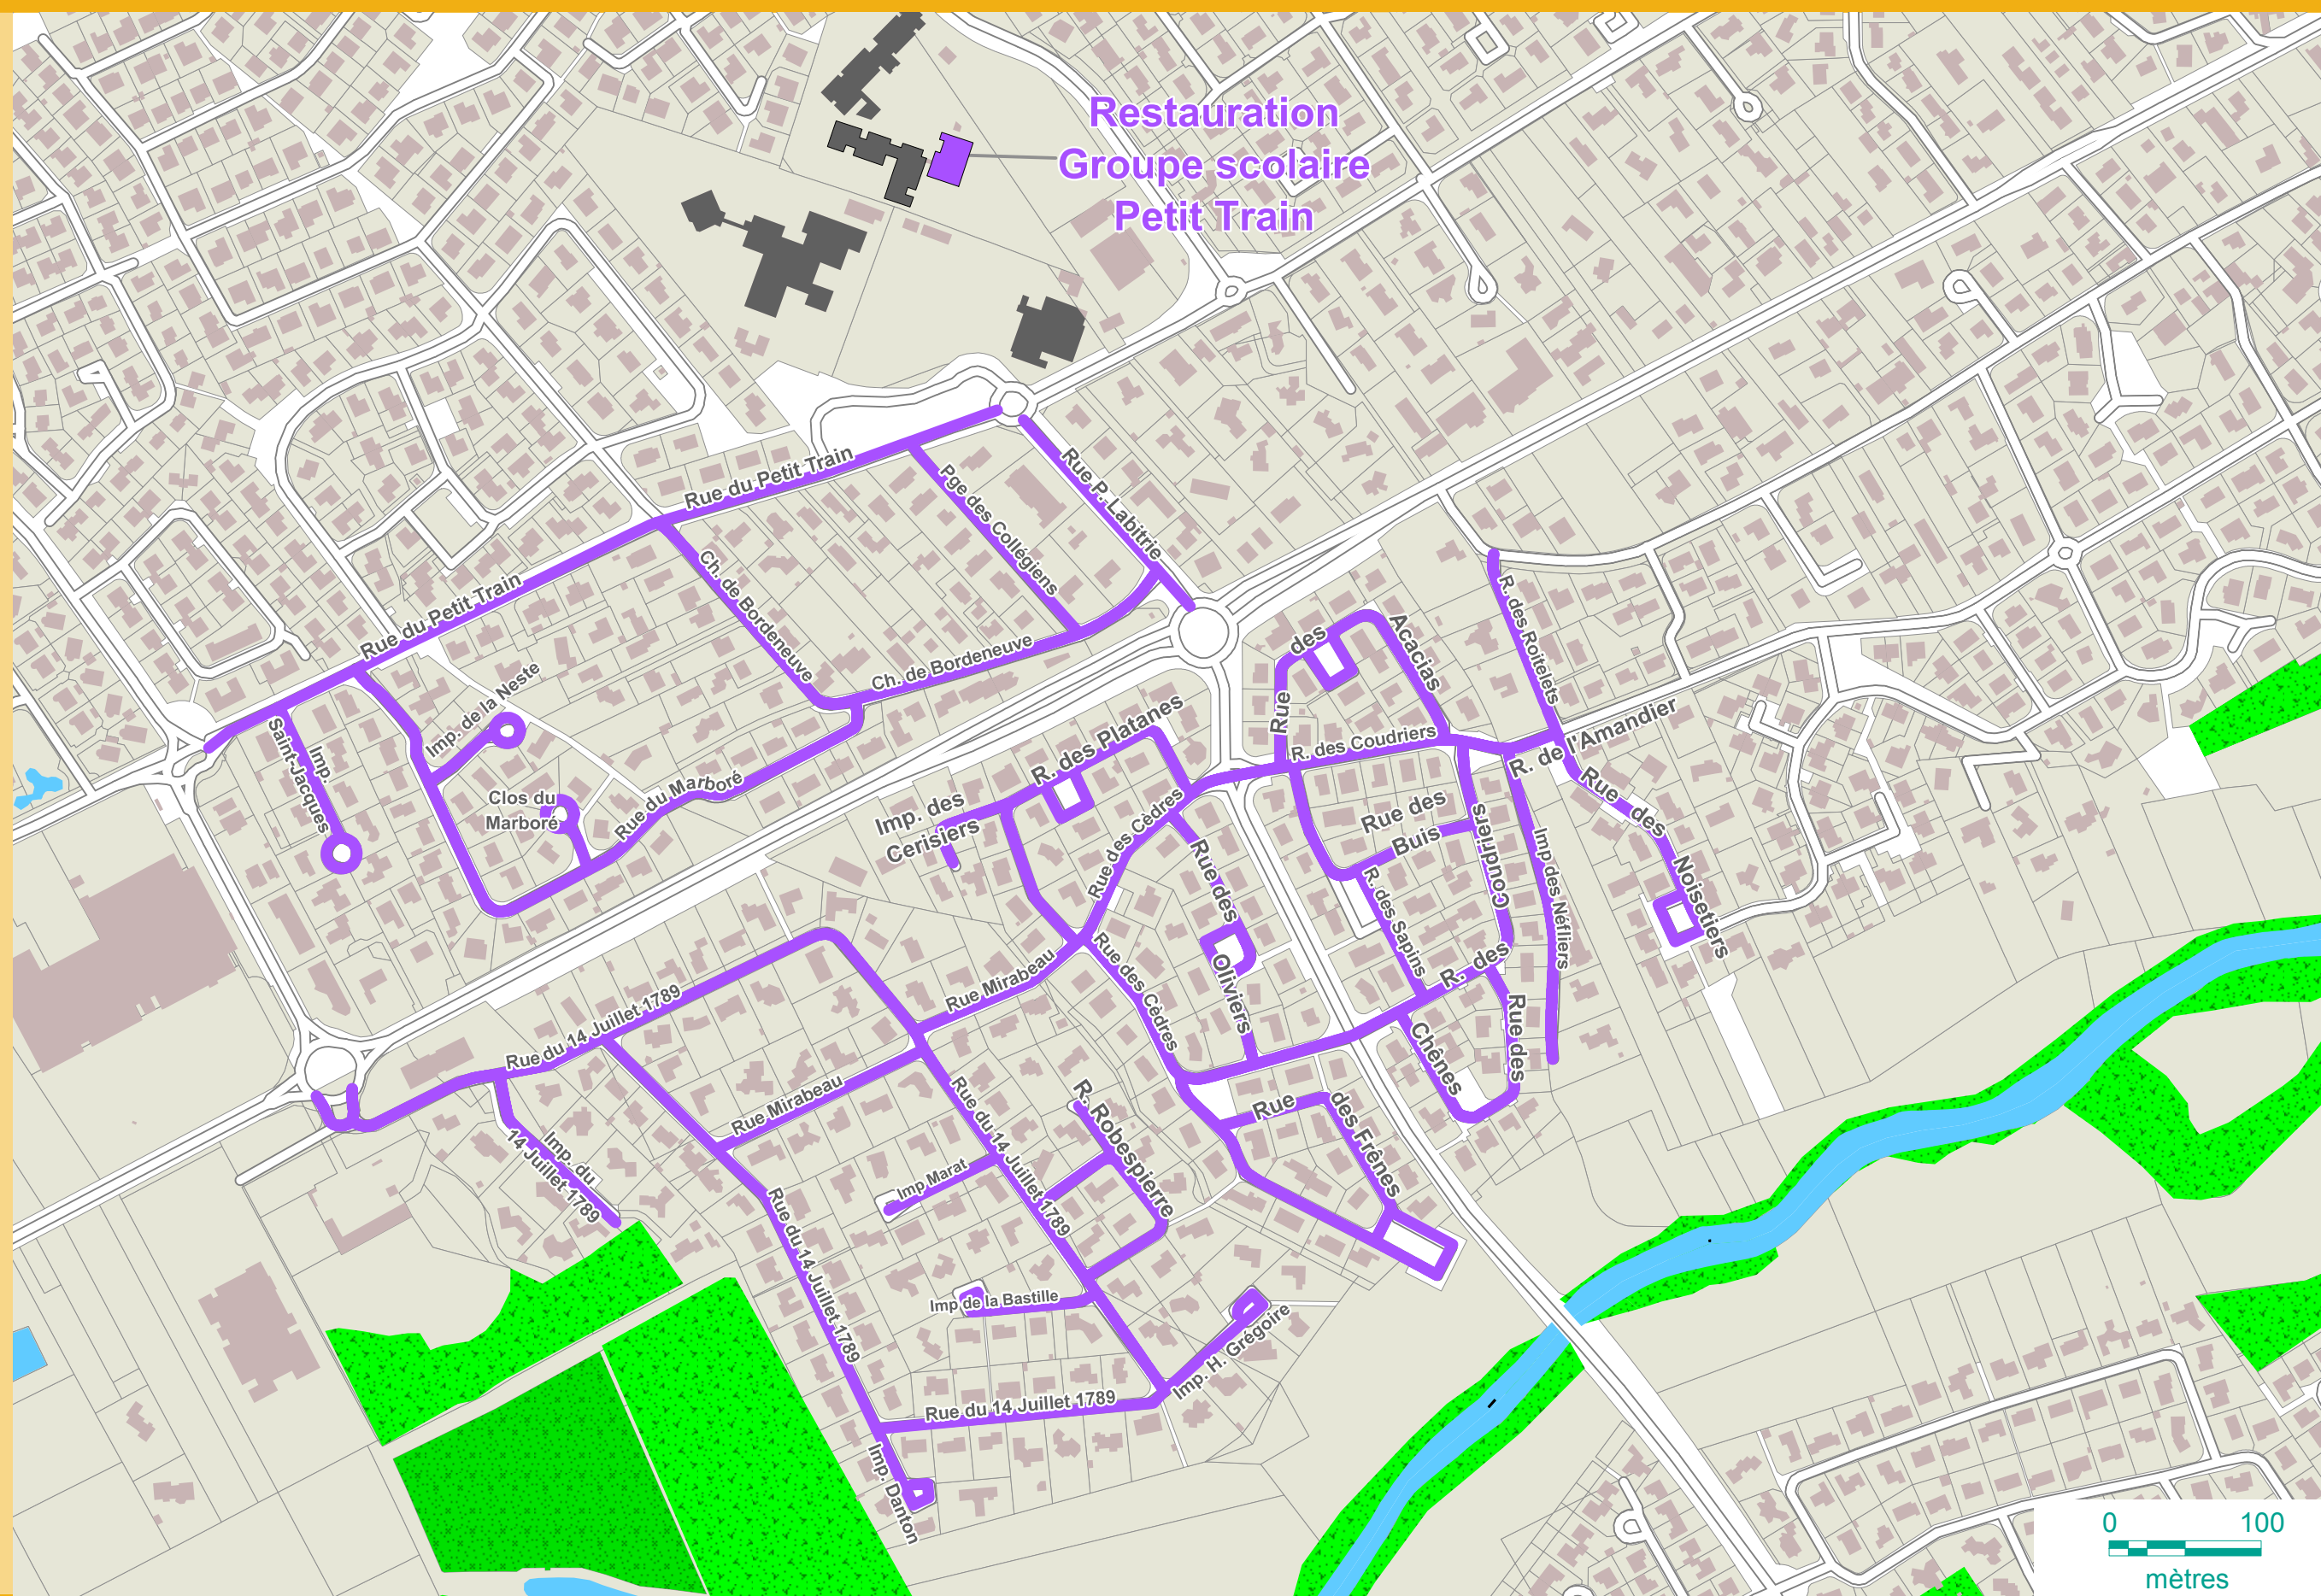 Restauration
Groupe scolaire
Petit Train
Rue du Petit Train
Rue P. Labitrie
Pge des Collégiens
Ch. de Bordeneuve
Rue du Petit Train
Ch. de Bordeneuve
Imp. de la Neste
Imp.
Saint-Jacques
Clos du
Marboré
Rue du Marboré
R. des Roitelets
Rue
des
Acacias
R. des Coudriers
R. de l'Amandier
R. des Platanes
Imp. des
Cerisiers
Rue des Cèdres
Rue des
Oliviers
Rue des
Buis
Coudriers
R. des
Imp des Néfliers
Rue des
Noisetiers
R. des Sapins
Rue des
Chênes
Rue Mirabeau
Rue des Cèdres
Rue du 14 Juillet 1789
Rue Mirabeau
Rue du 14 Juillet 1789
R. Robespierre
Rue
des Frênes
Imp. du
14 Juillet 1789
Imp Marat
Rue du 14 Juillet 1789
Imp de la Bastille
Imp. H. Grégoire
Rue du 14 Juillet 1789
Imp. Danton
0 100
mètres